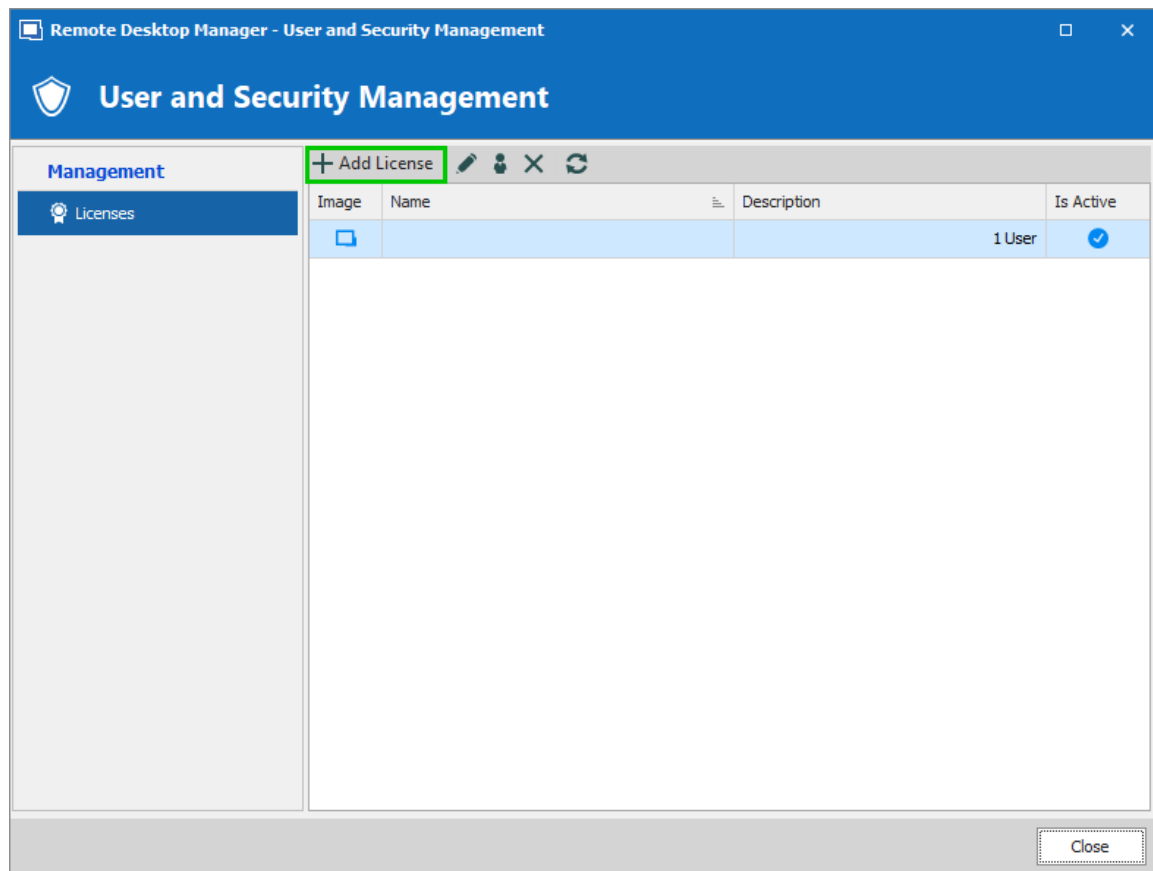 Remote Desktop Manager - User and Security Management
User and Security Management
Management
Licenses
Add License
Image Name Description Is Active
1 User
Close